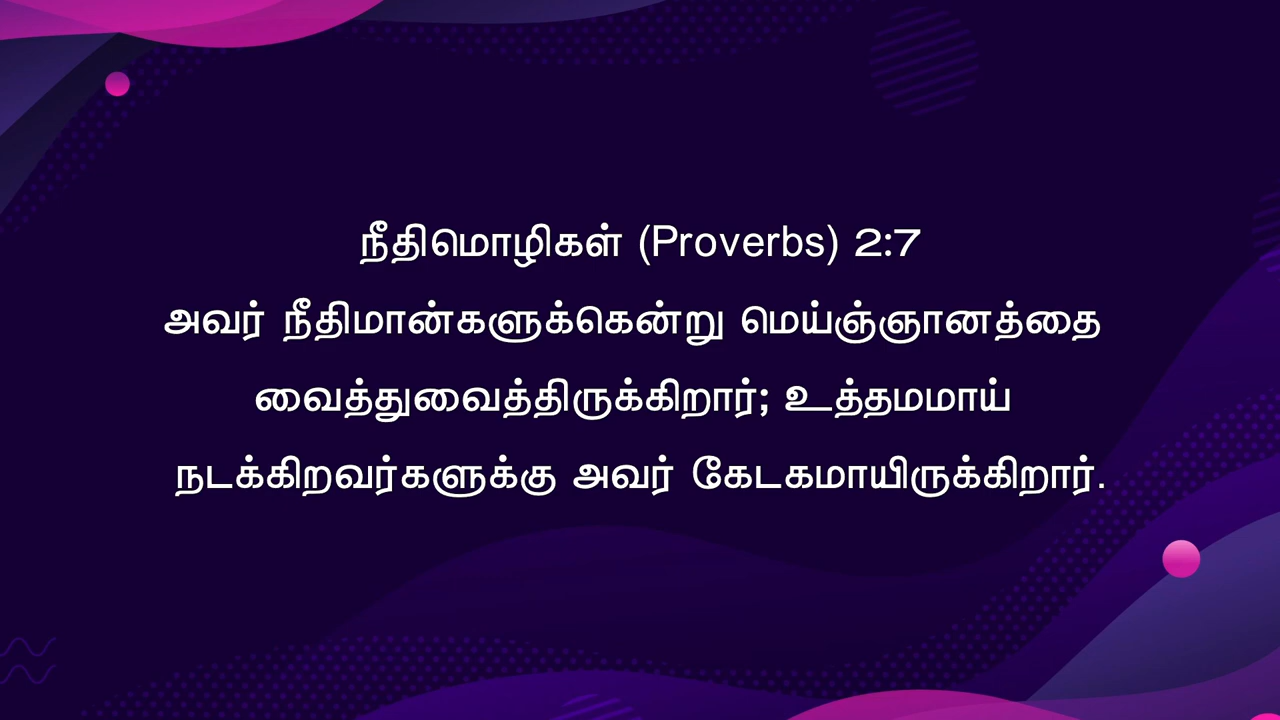 நீதிமொழிகள் (Proverbs) 2:7
அவர் நீதிமான்களுக்கென்று மெய்ஞ்ஞானத்தை
வைத்துவைத்திருக்கிறார்; உத்தமமாய்
நடக்கிறவர்களுக்கு அவர் கேடகமாயிருக்கிறார்.